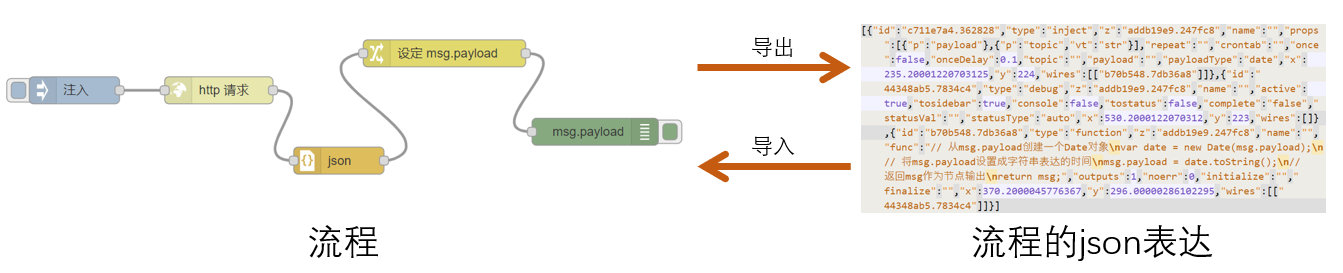 注入
http 请求
json
设定 msg.payload
msg.payload
流程
导出
导入
[{"id":"c711e7a4.362828","type":"inject","z":"addb19e9.247fc8","name":"","props
":[{"p":"payload"},{"p":"topic","vt":"str"}],"repeat":"","crontab":"","once"
:false,"onceDelay":0.1,"topic":"","payload":"","payloadType":"date","x":
235.20001220703125,"y":224,"wires":[["b70b548.7db36a8"]]},{"id":"
44348ab5.7834c4","type":"debug","z":"addb19e9.247fc8","name":"","active":
true,"tosidebar":true,"console":false,"tostatus":false,"complete":"false","
statusVal":"","statusType":"auto","x":530.2000122070312,"y":223,"wires":[]}
,{"id":"b70b548.7db36a8","type":"function","z":"addb19e9.247fc8","name":"",
"func":"// 从msg.payload创建一个Date对象\nvar date = new Date(msg.payload);\n
// 将msg.payload设置成字符串表达的时间\nmsg.payload = date.toString();\n//
返回msg作为节点输出\nreturn msg;","outputs":1,"noerr":0,"initialize":"","
finalize":"","x":370.2000045776367,"y":296.00000286102295,"wires":[["
44348ab5.7834c4"]]}]
流程的json表达